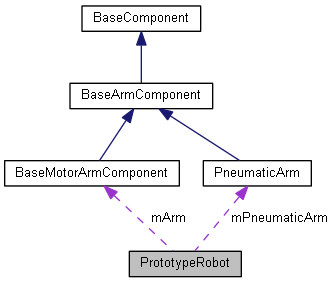 BaseComponent
BaseArmComponent
BaseMotorArmComponent
PneumaticArm
mArm
mPneumaticArm
PrototypeRobot